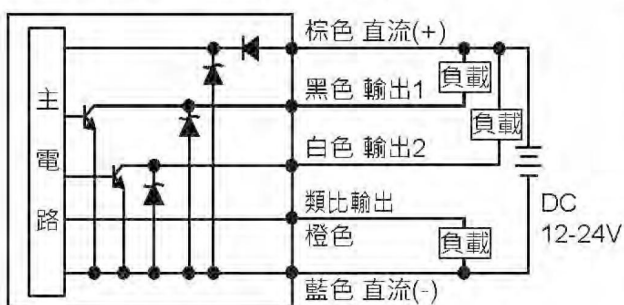 棕色 直流(+)
負載
主電路
黑色 輸出1
負載
白色 輸出2
類比輸出
橙色
負載
DC
12-24V
藍色 直流(-)